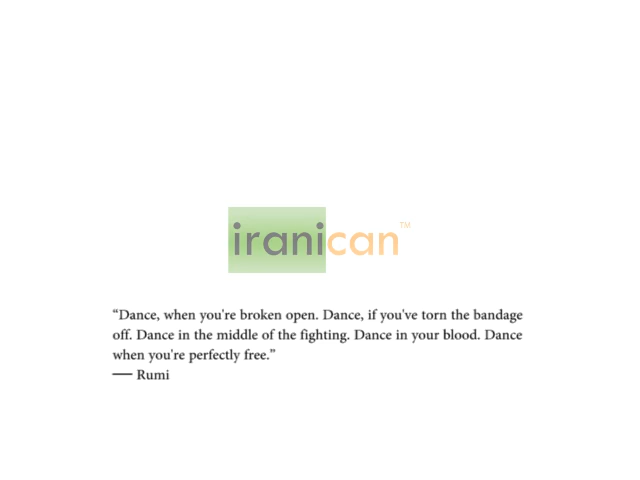 iranican™
“Dance, when you're broken open. Dance, if you've torn the bandage
off. Dance in the middle of the fighting. Dance in your blood. Dance
when you're perfectly free.”
— Rumi